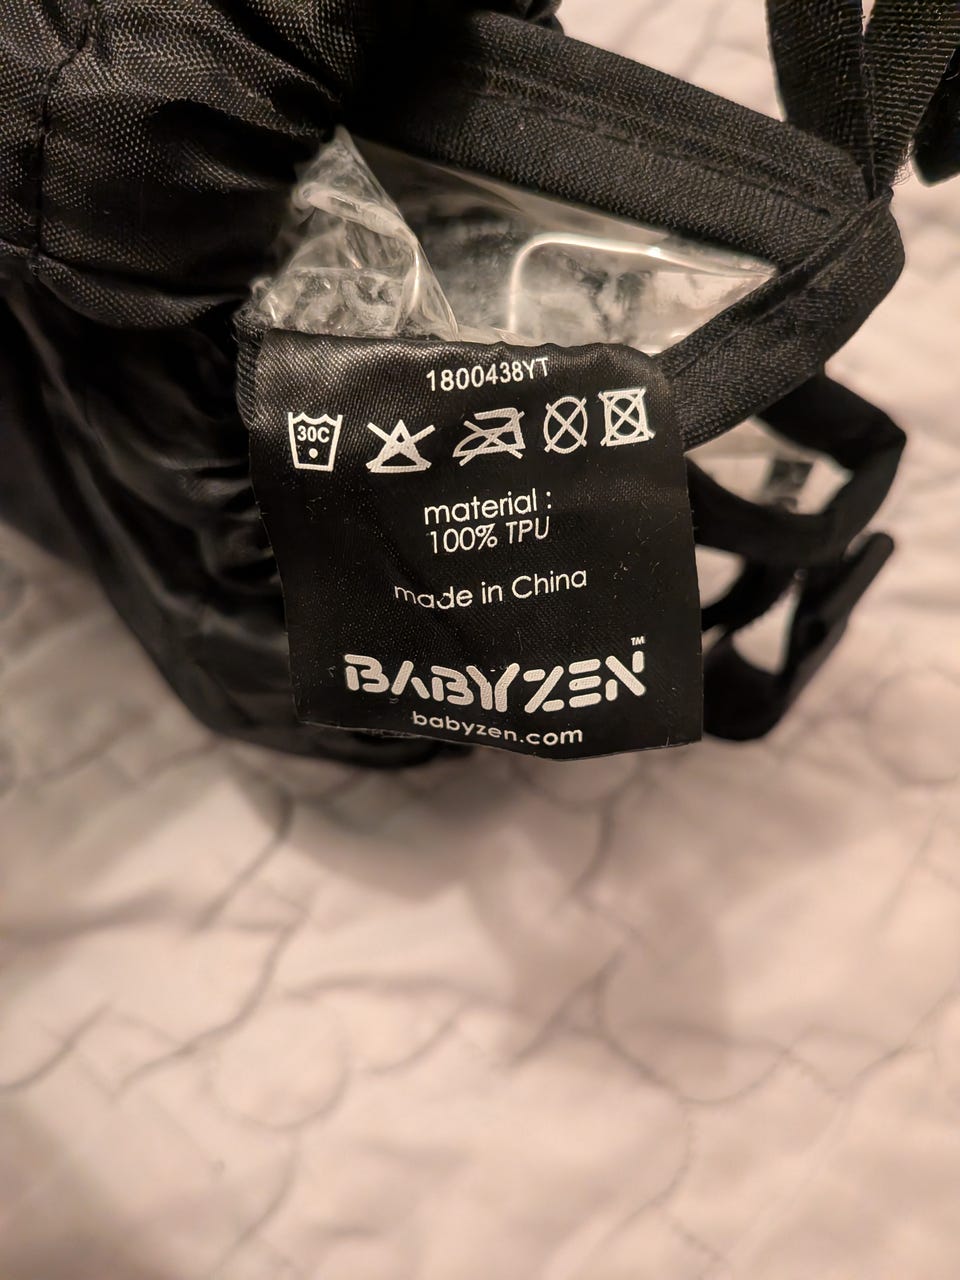 1800438YT
30C
material :
100% TPU
made in China
BABYZEN™
babyzen.com